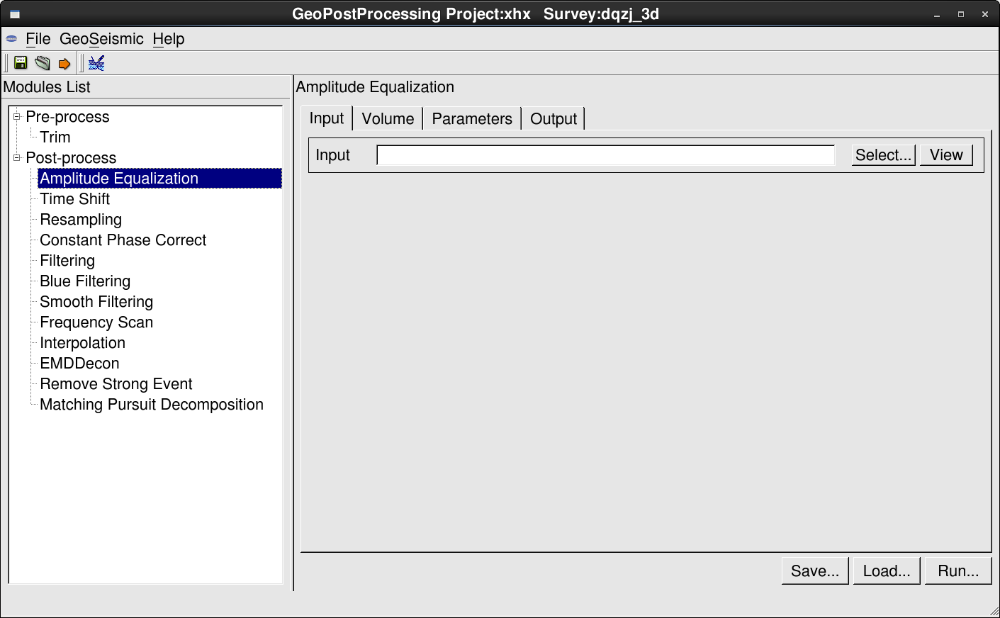 GeoPostProcessing Project:xhx   Survey:dqzj_3d
File GeoSeismic Help
Modules List
Pre-process
Trim
Post-process
Amplitude Equalization
Time Shift
Resampling
Constant Phase Correct
Filtering
Blue Filtering
Smooth Filtering
Frequency Scan
Interpolation
EMDDecon
Remove Strong Event
Matching Pursuit Decomposition
Amplitude Equalization
Input Volume Parameters Output
Input Select... View
Save... Load... Run...